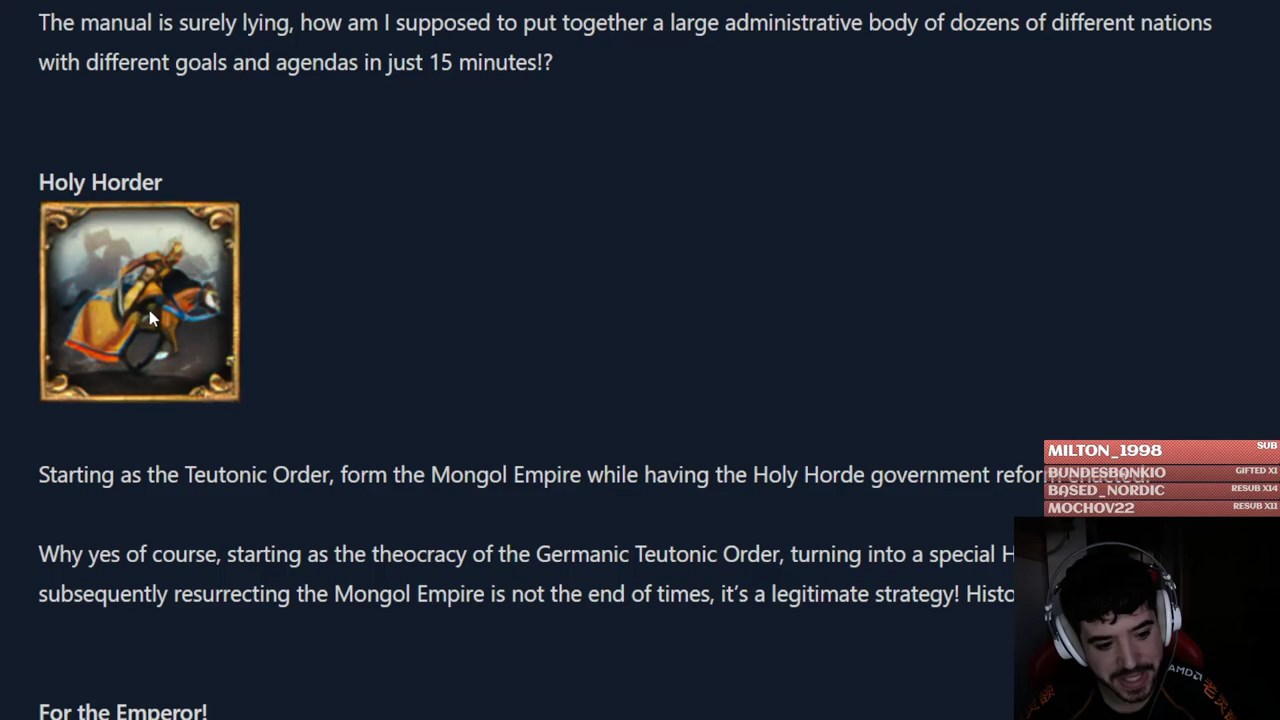 The manual is surely lying, how am I supposed to put together a large administrative body of dozens of different nations
with different goals and agendas in just 15 minutes!?
Holy Horder
Starting as the Teutonic Order, form the Mongol Empire while having the Holy Horde government reform enacted.
Why yes of course, starting as the theocracy of the Germanic Teutonic Order, turning into a special H
subsequently resurrecting the Mongol Empire is not the end of times, it’s a legitimate strategy! Histo
For the Emperor!
MILTON_1998 SUB
BUNDESBANKIO GIFTED X1
BASED_NORDIC RESUB X14
MOCHOV22 RESUB X11
AMD